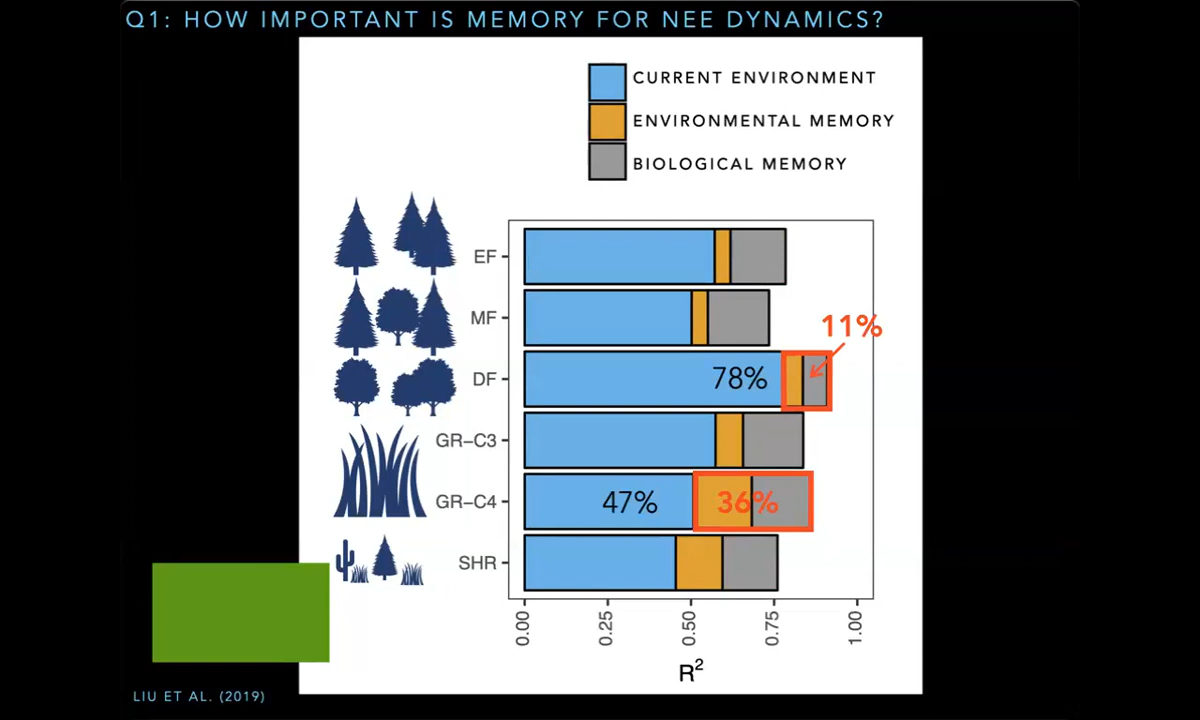 Q1: HOW IMPORTANT IS MEMORY FOR NEE DYNAMICS?
CURRENT ENVIRONMENT
ENVIRONMENTAL MEMORY
BIOLOGICAL MEMORY
EF
MF
11%
DF
78%
GR-C3
GR-C4
47%
36%
SHR
0.00
0.25
0.50
0.75
1.00
R²
LIU ET AL. (2019)